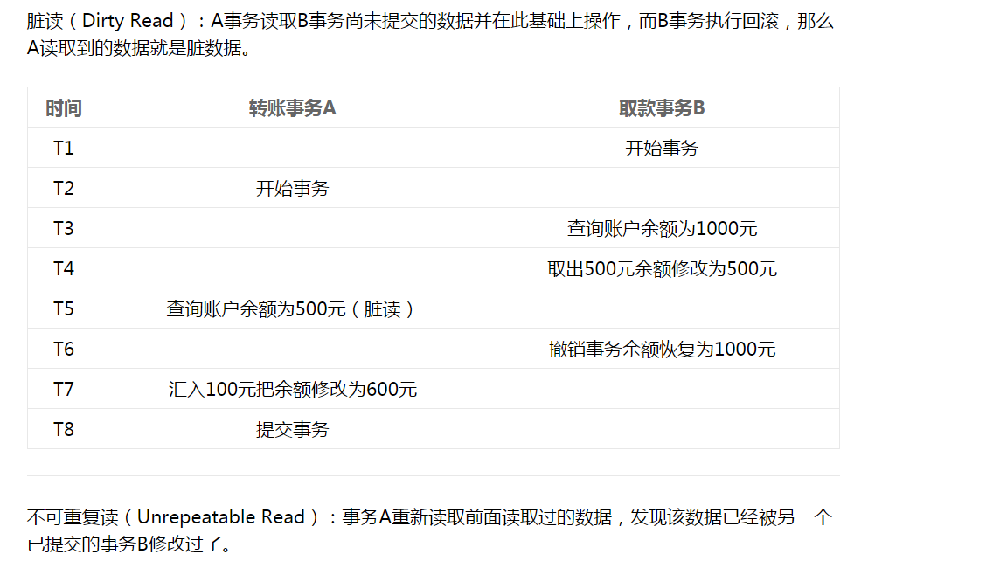 脏读（Dirty Read）：A事务读取B事务尚未提交的数据并在此基础上操作，而B事务执行回滚，那么
A读取到的数据就是脏数据。
时间 转账事务A 取款事务B
T1 开始事务
T2 开始事务
T3 查询账户余额为1000元
T4 取出500元余额修改为500元
T5 查询账户余额为500元（脏读）
T6 撤销事务余额恢复为1000元
T7 汇入100元把余额修改为600元
T8 提交事务
不可重复读（Unrepeatable Read）：事务A重新读取前面读取过的数据，发现该数据已经被另一个
已提交的事务B修改过了。